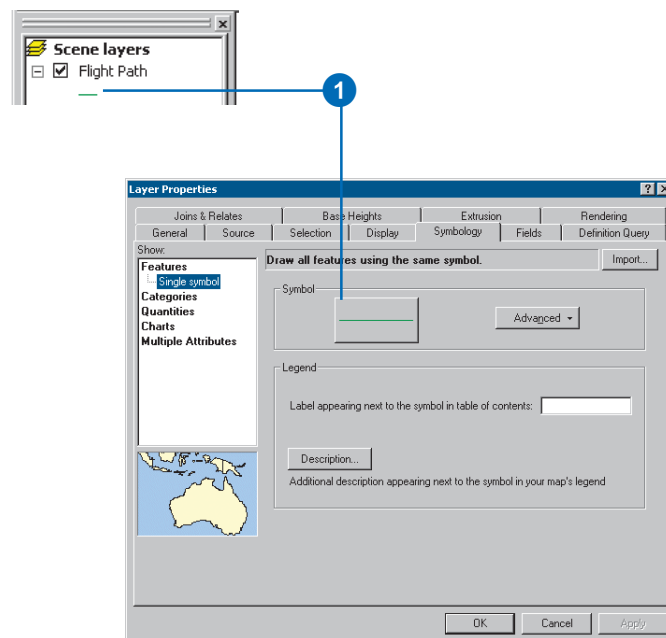 Scene layers
Flight Path
1
Layer Properties
Joins & Relates Base Heights Extrusion Rendering
General Source Selection Display Symbology Fields Definition Query
Show:
Features
Single symbol
Categories
Quantities
Charts
Multiple Attributes
Draw all features using the same symbol.
Import...
Symbol
Advanced
Legend
Label appearing next to the symbol in table of contents:
Description...
Additional description appearing next to the symbol in your map's legend
OK Cancel Apply